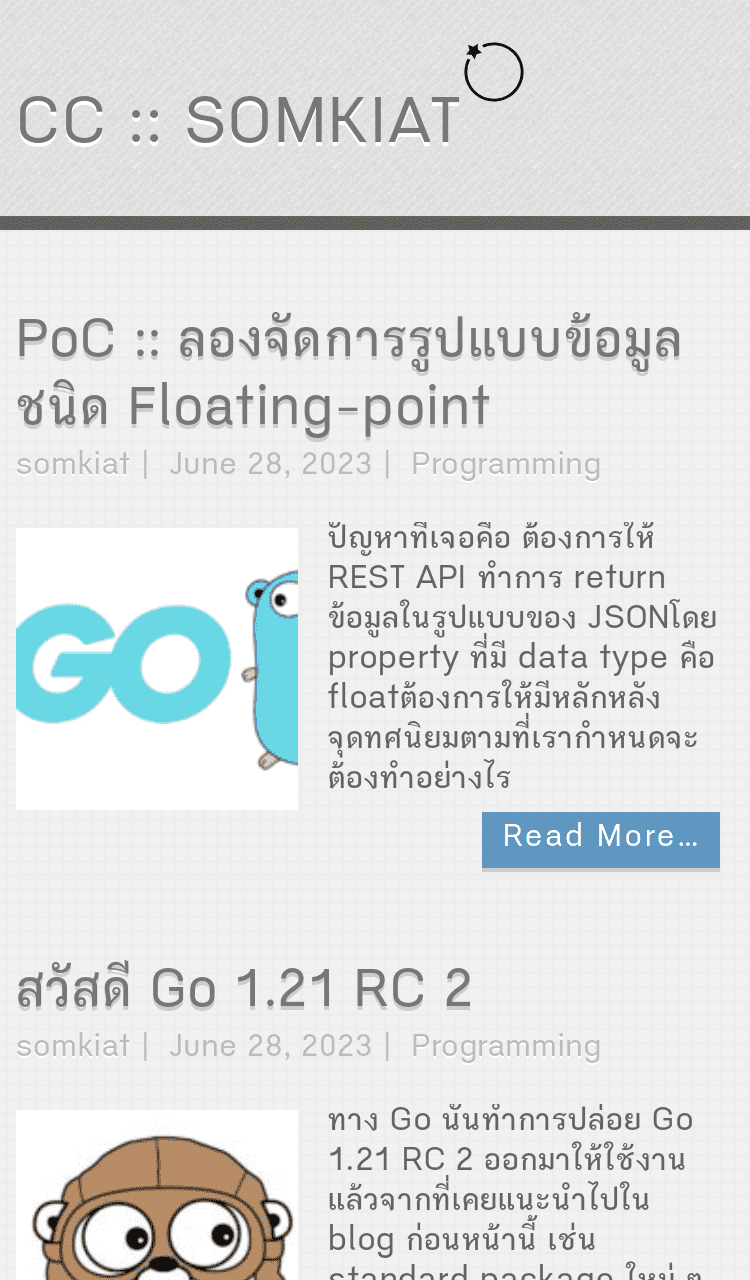 CC :: SOMKIAT
PoC :: ลองจัดการรูปแบบข้อมูล
ชนิด Floating-point
somkiat | June 28, 2023 | Programming
GO
ปัญหาที่เจอคือ ต้องการให้
REST API ทำการ return
ข้อมูลในรูปแบบของ JSONโดย
property ที่มี data type คือ
floatต้องการให้มีหลักหลัง
จุดทศนิยมตามที่เรากำหนดจะ
ต้องทำอย่างไร
Read More...
สวัสดี Go 1.21 RC 2
somkiat | June 28, 2023 | Programming
ทาง Go นั้นทำการปล่อย Go
1.21 RC 2 ออกมาให้ใช้งาน
แล้วจากที่เคยแนะนำไปใน
blog ก่อนหน้านี้ เช่น
standard package ใหม่ ๆ